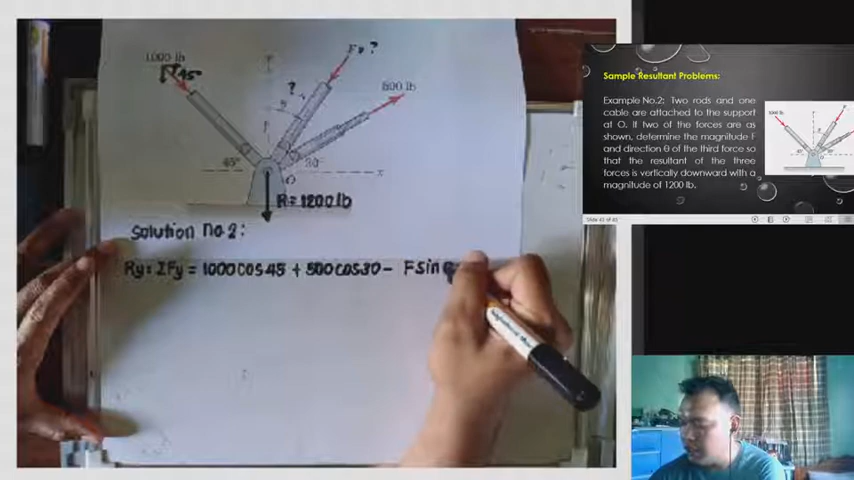 1000 lb
45°
F ?
?
500 lb
45°
30°
x
O
R = 1200 lb
Solution No. 2:
Ry = ΣFy = 1000cos45 + 500cos30 - Fsin
Sample Resultant Problems:
Example No.2: Two rods and one
cable are attached to the support
at O. If two of the forces are as
shown, determine the magnitude F
and direction θ of the third force so
that the resultant of the three
forces is vertically downward with a
magnitude of 1200 lb.